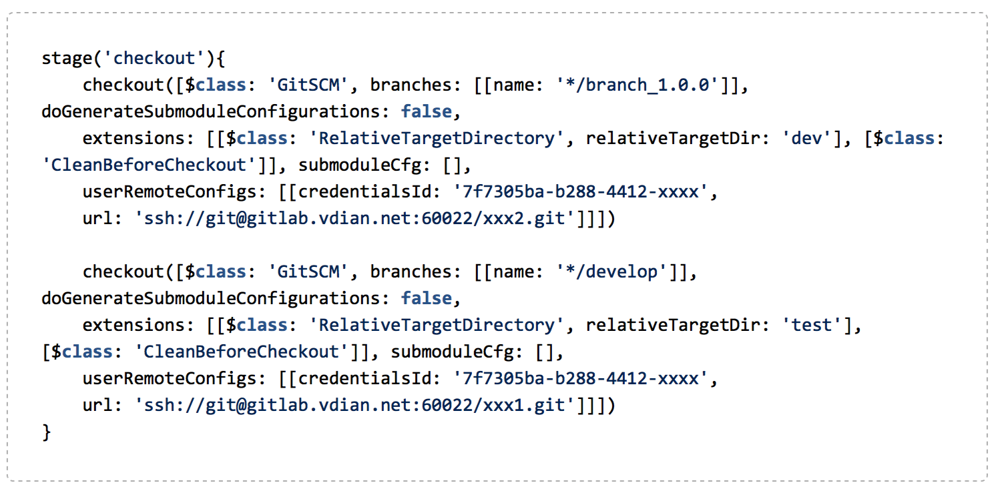 stage('checkout'){
    checkout([$class: 'GitSCM', branches: [[name: '*/branch_1.0.0']],
doGenerateSubmoduleConfigurations: false,
    extensions: [[$class: 'RelativeTargetDirectory', relativeTargetDir: 'dev'], [$class:
'CleanBeforeCheckout']], submoduleCfg: [],
    userRemoteConfigs: [[credentialsId: '7f7305ba-b288-4412-xxxx',
    url: 'ssh://git@gitlab.vdian.net:60022/xxx2.git']]])

    checkout([$class: 'GitSCM', branches: [[name: '*/develop']],
doGenerateSubmoduleConfigurations: false,
    extensions: [[$class: 'RelativeTargetDirectory', relativeTargetDir: 'test'],
[$class: 'CleanBeforeCheckout']], submoduleCfg: [],
    userRemoteConfigs: [[credentialsId: '7f7305ba-b288-4412-xxxx',
    url: 'ssh://git@gitlab.vdian.net:60022/xxx1.git']]])
}